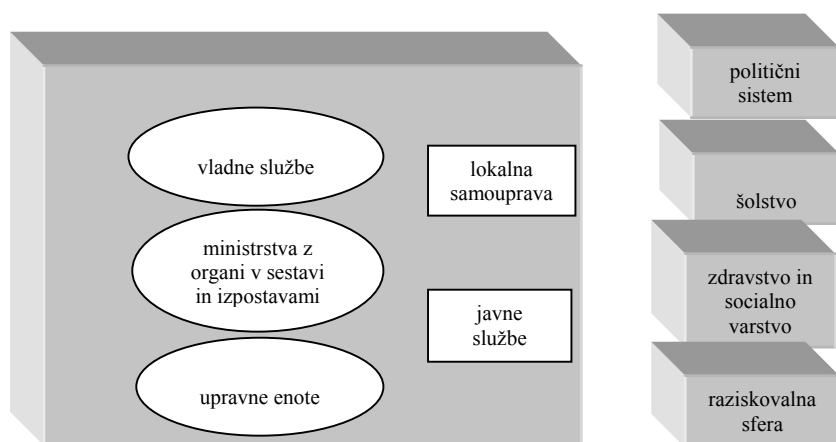 vladne službe
ministrstva z
organi v sestavi
in izpostavami
upravne enote
lokalna
samouprava
javne
službe
politični
sistem
šolstvo
zdravstvo in
socialno
varstvo
raziskovalna
sfera